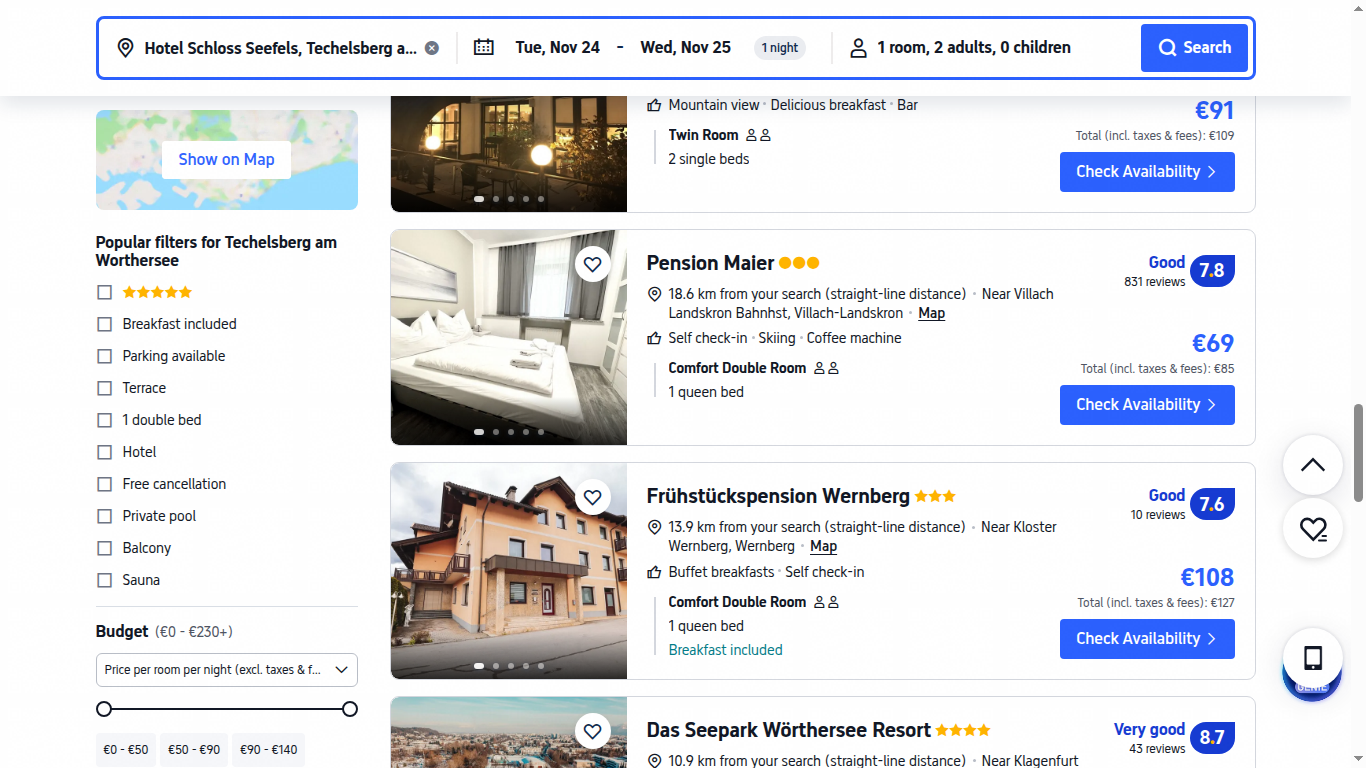 Hotel Schloss Seefels, Techelsberg a...
Tue, Nov 24 - Wed, Nov 25 1 night
1 room, 2 adults, 0 children
Search
Show on Map
Popular filters for Techelsberg am
Worthersee
Breakfast included
Parking available
Terrace
1 double bed
Hotel
Free cancellation
Private pool
Balcony
Sauna
Budget (€0 - €230+)
Price per room per night (excl. taxes & f...
€0 - €50 €50 - €90 €90 - €140
Mountain view · Delicious breakfast · Bar
Twin Room
2 single beds
€91
Total (incl. taxes & fees): €109
Check Availability
Pension Maier
18.6 km from your search (straight-line distance) · Near Villach
Landskron Bahnhst, Villach-Landskron · Map
Self check-in · Skiing · Coffee machine
Comfort Double Room
1 queen bed
Good
831 reviews
7.8
€69
Total (incl. taxes & fees): €85
Check Availability
Frühstückspension Wernberg
13.9 km from your search (straight-line distance) · Near Kloster
Wernberg, Wernberg · Map
Buffet breakfasts · Self check-in
Comfort Double Room
1 queen bed
Breakfast included
Good
10 reviews
7.6
€108
Total (incl. taxes & fees): €127
Check Availability
Das Seepark Wörthersee Resort
10.9 km from your search (straight-line distance) · Near Klagenfurt
Very good
43 reviews
8.7